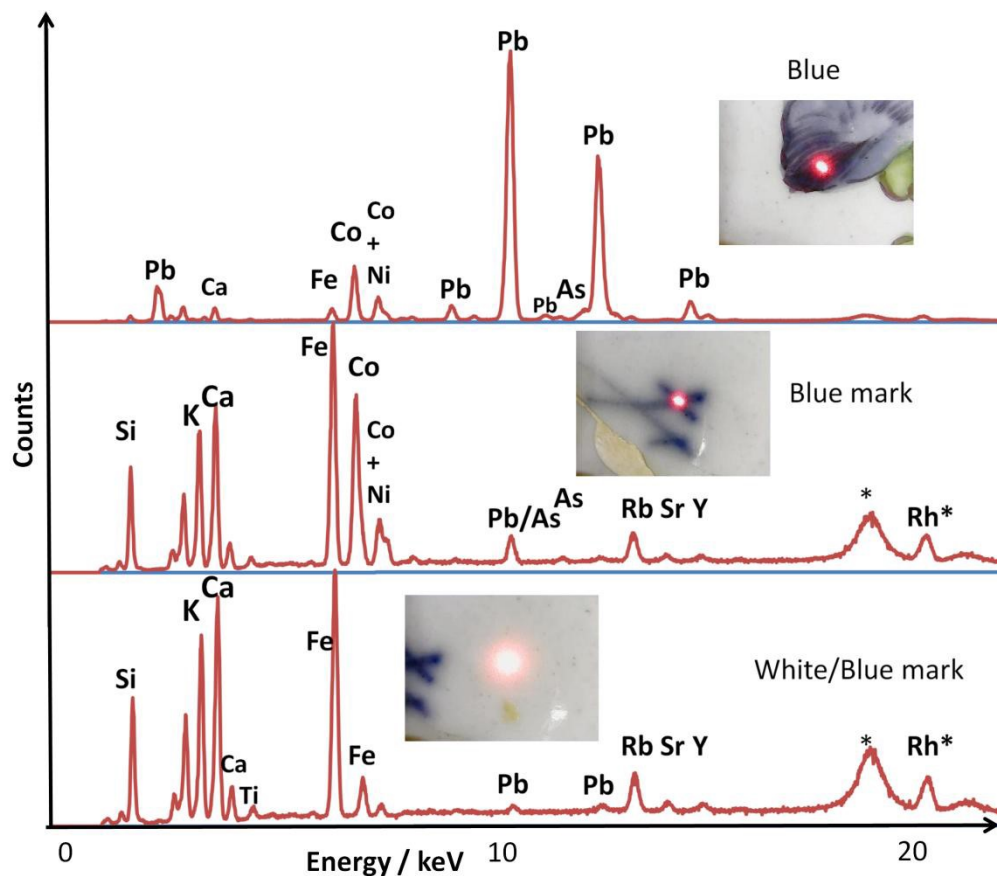 Pb
Blue
Pb
Co
Co
+
Ni
Pb
Ca
Fe
Pb
Pb
As
Pb
Fe
Co
Blue mark
Ca
K
Si
Co
+
Ni
Pb/As
As
Rb Sr Y
*
Rh*
Counts
Ca
K
Fe
Si
White/Blue mark
Ca
Ti
Fe
Pb
Pb
Rb Sr Y
*
Rh*
0
Energy / keV
10
20